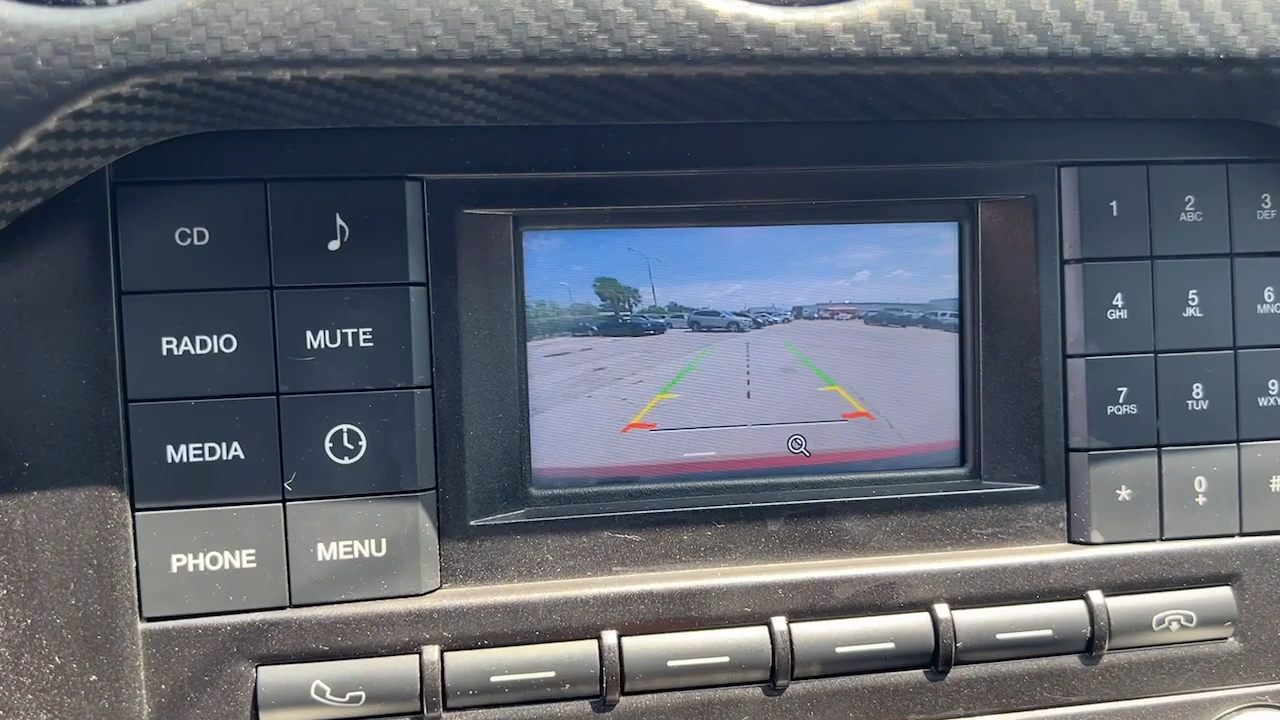 CD
RADIO
MUTE
MEDIA
PHONE
MENU
1
2
ABC
3
DEF
4
GHI
5
JKL
6
MNO
7
PQRS
8
TUV
9
WXY
*
0
+
#